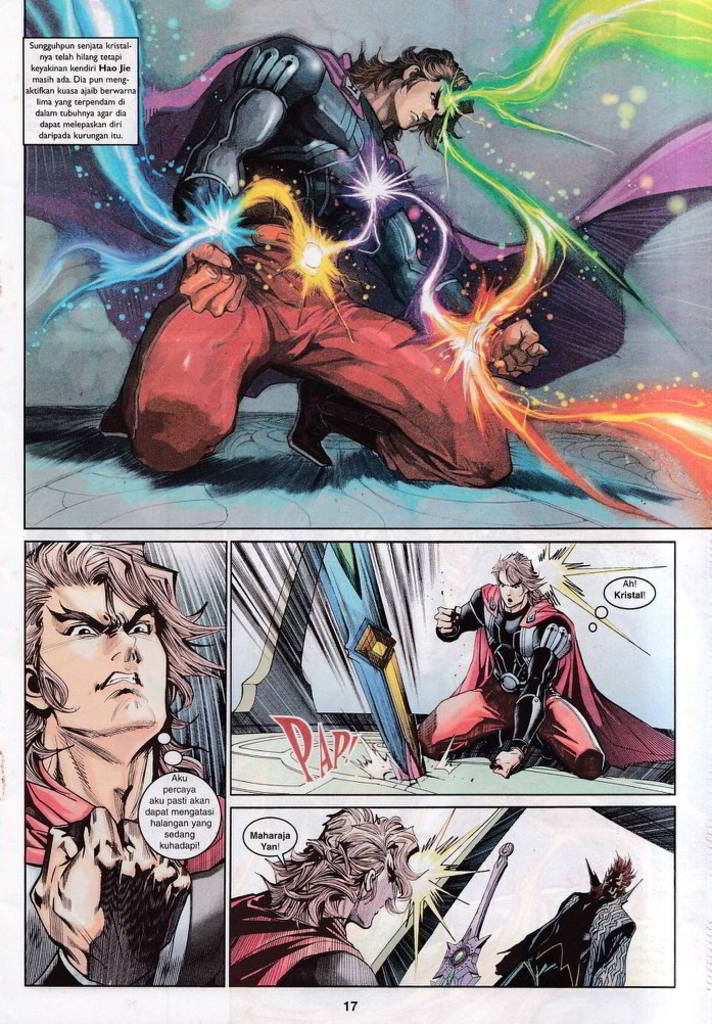 Sungguhpun senjata kristal-
nya telah hilang tetapi
keyakinan kendiri Hao Jie
masih ada. Dia pun meng-
aktifkan kuasa ajaib berwarna
lima yang terpendam di
dalam tubuhnya agar dia
dapat melepaskan diri
daripada kurungan itu.
Aku
percaya
aku pasti akan
dapat mengatasi
halangan yang
sedang
kuhadapi!
Ah!
Kristal!
PAP!
Maharaja
Yan!
17